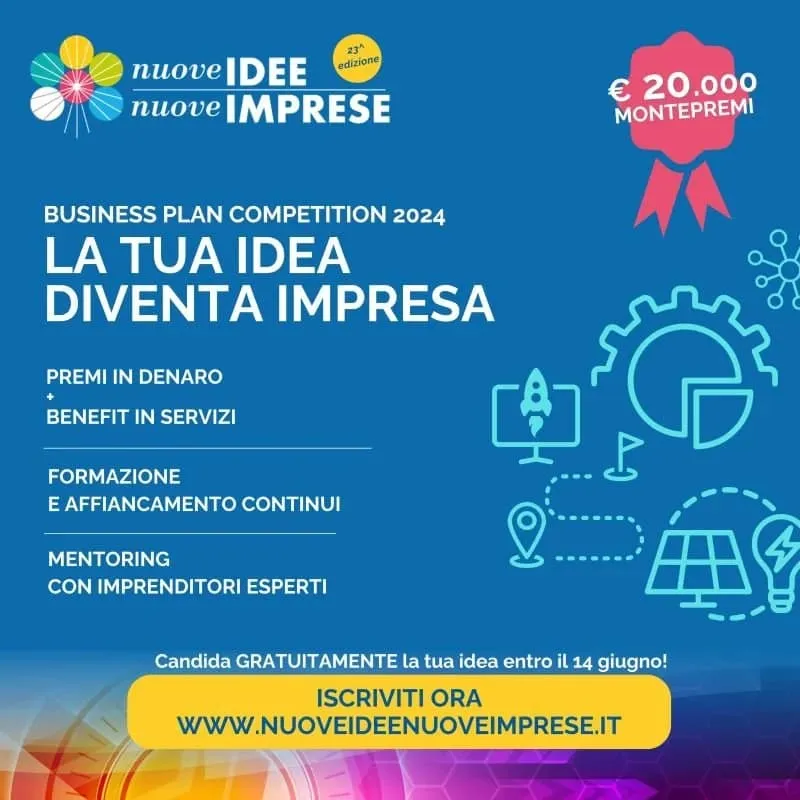 nuove IDEE
nuove IMPRESE
23^
edizione
€ 20.000
MONTEPREMI
BUSINESS PLAN COMPETITION 2024
LA TUA IDEA
DIVENTA IMPRESA
PREMI IN DENARO
+
BENEFIT IN SERVIZI
FORMAZIONE
E AFFIANCAMENTO CONTINUI
MENTORING
CON IMPRENDITORI ESPERTI
Candida GRATUITAMENTE la tua idea entro il 14 giugno!
ISCRIVITI ORA
WWW.NUOVEIDEENUOVEIMPRESE.IT